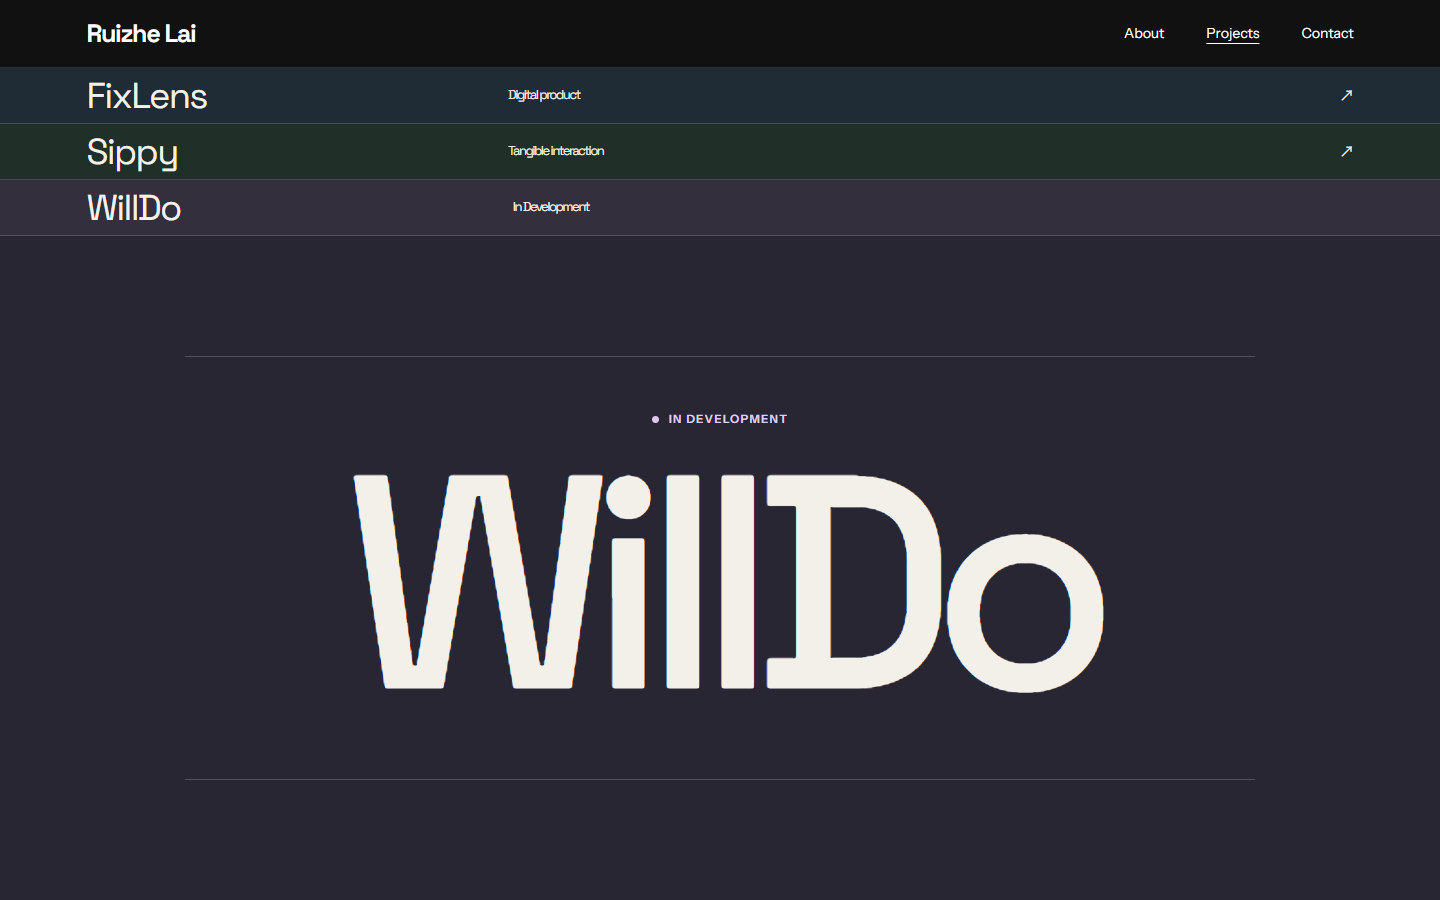 Ruizhe Lai About Projects Contact
FixLens Digital product ↗
Sippy Tangible interaction ↗
WillDo In Development
IN DEVELOPMENT
WillDo